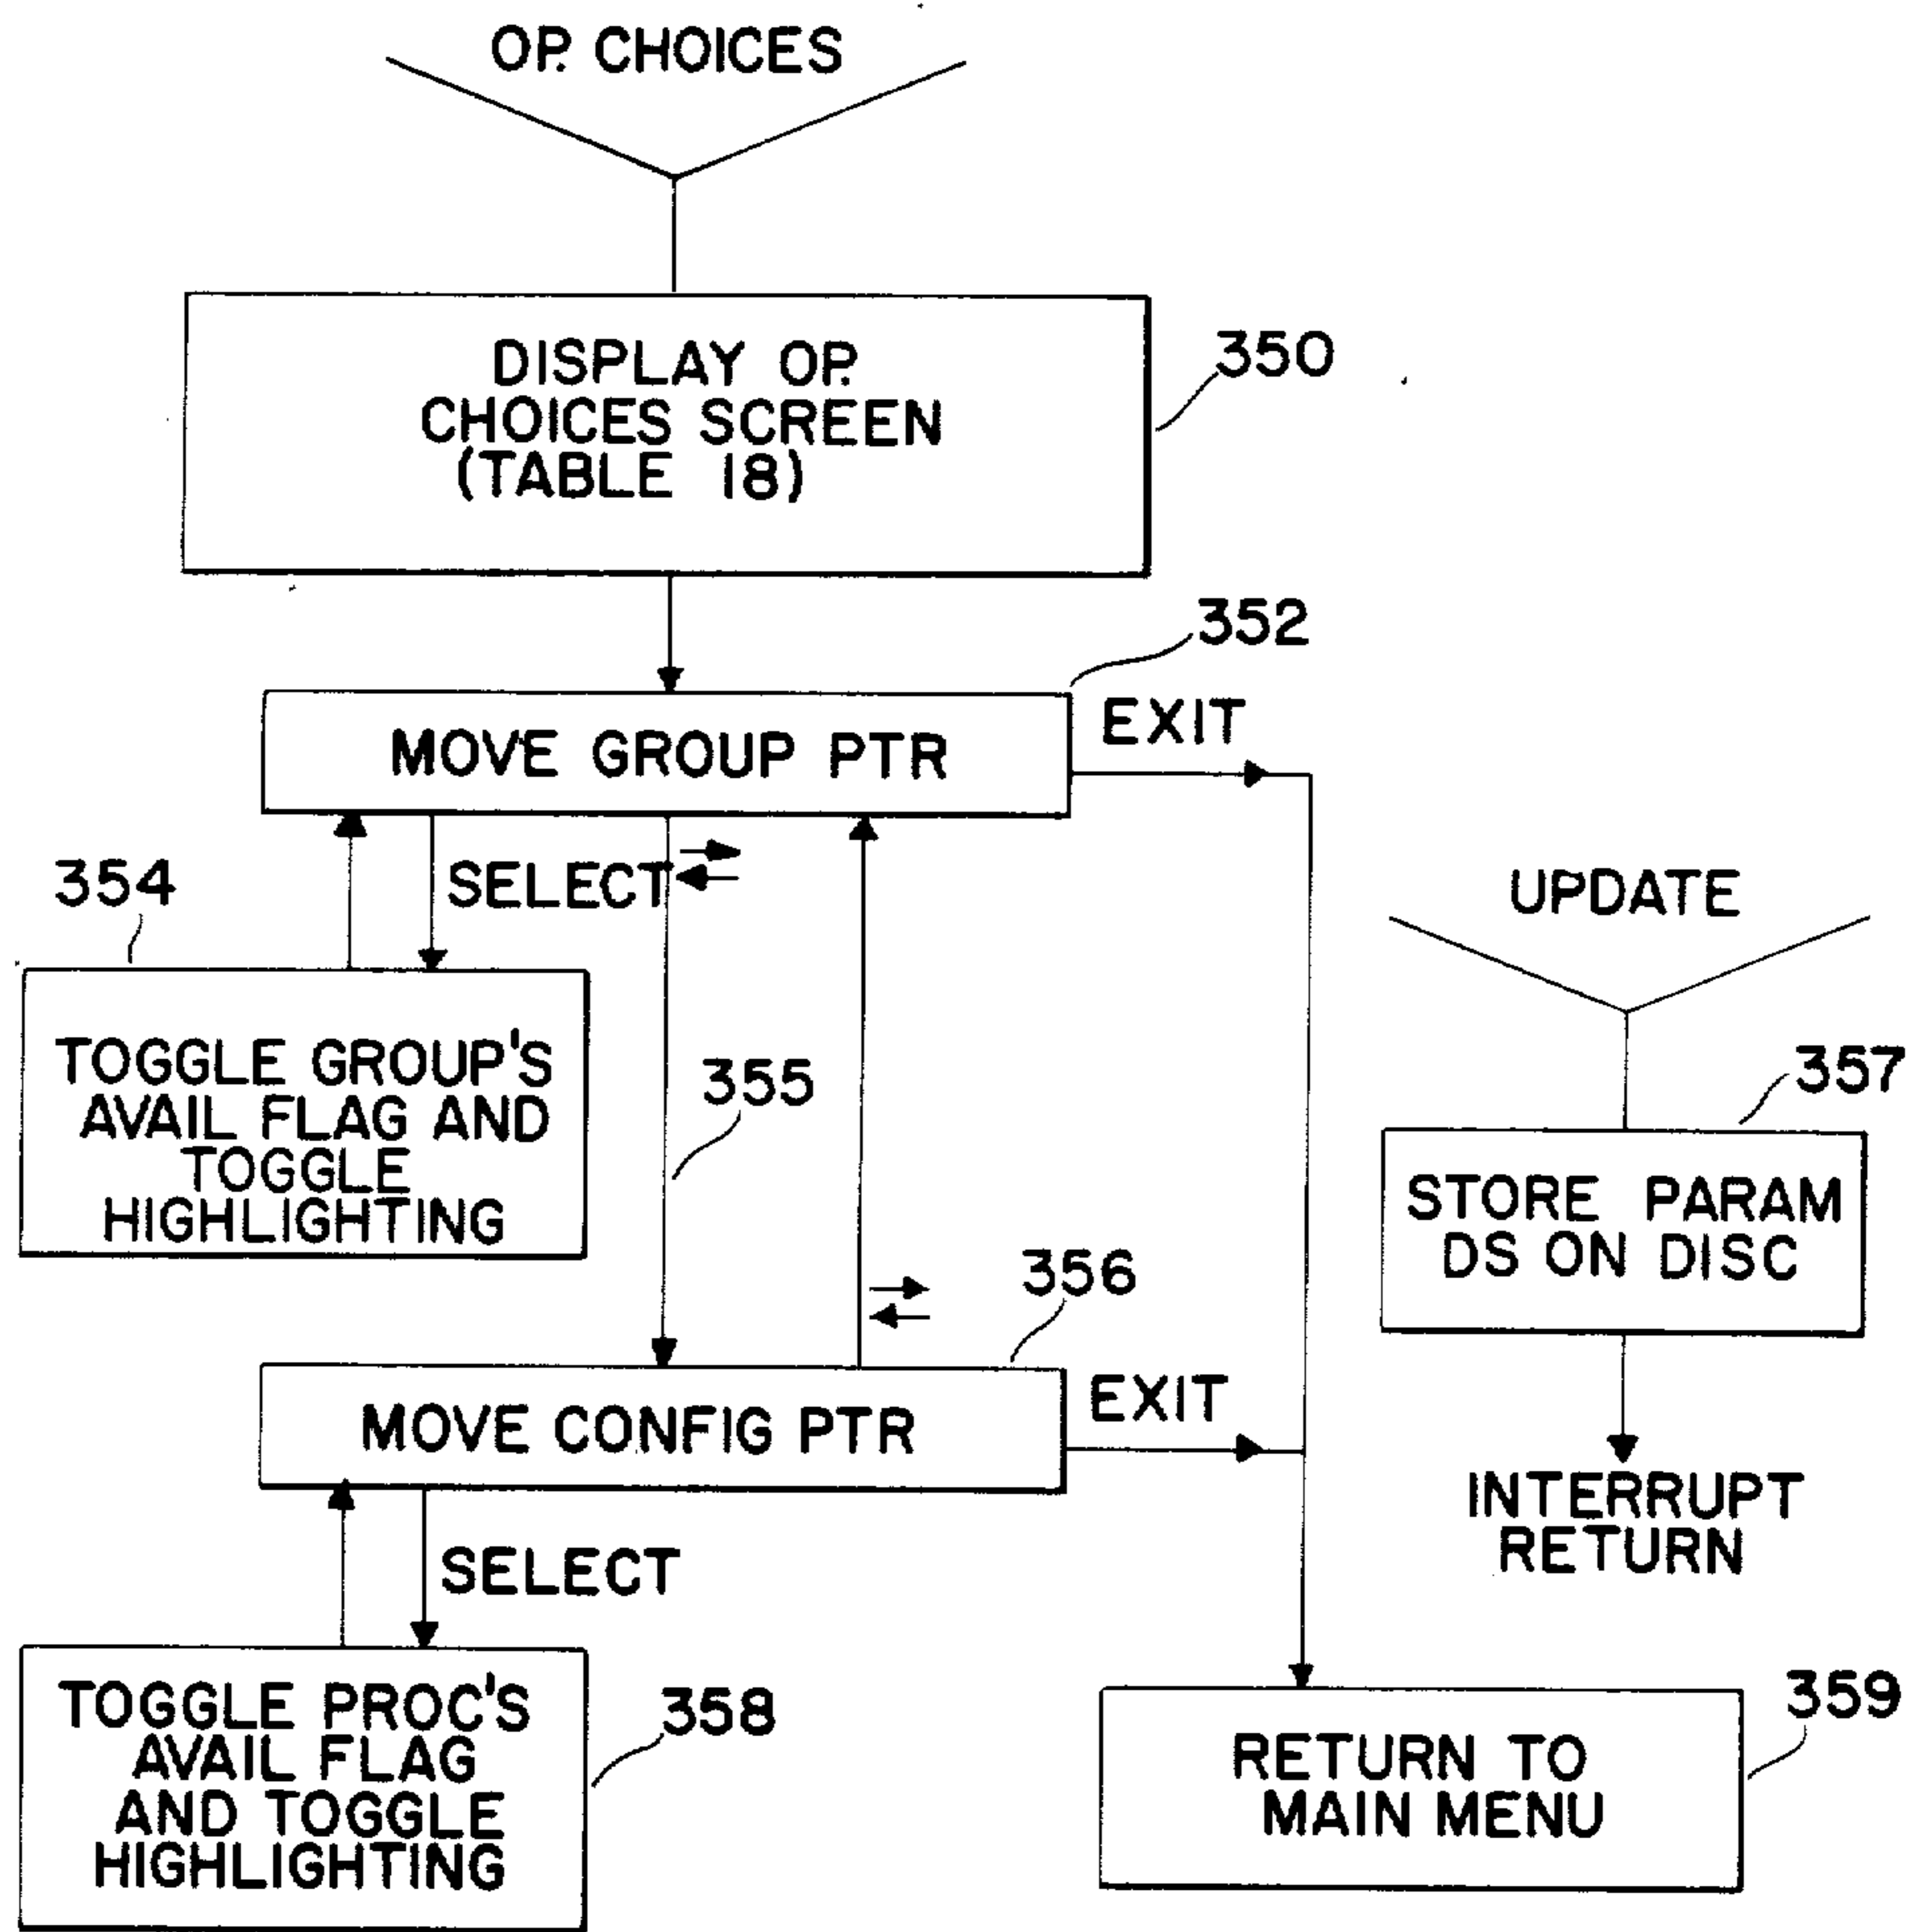 OP. CHOICES
DISPLAY OP.
CHOICES SCREEN
(TABLE 18)
350
352
MOVE GROUP PTR
EXIT
354
SELECT
TOGGLE GROUP'S
AVAIL FLAG AND
TOGGLE
HIGHLIGHTING
355
UPDATE
357
STORE PARAM
DS ON DISC
INTERRUPT
RETURN
356
MOVE CONFIG PTR
EXIT
SELECT
TOGGLE PROC'S
AVAIL FLAG
AND TOGGLE
HIGHLIGHTING
358
RETURN TO
MAIN MENU
359